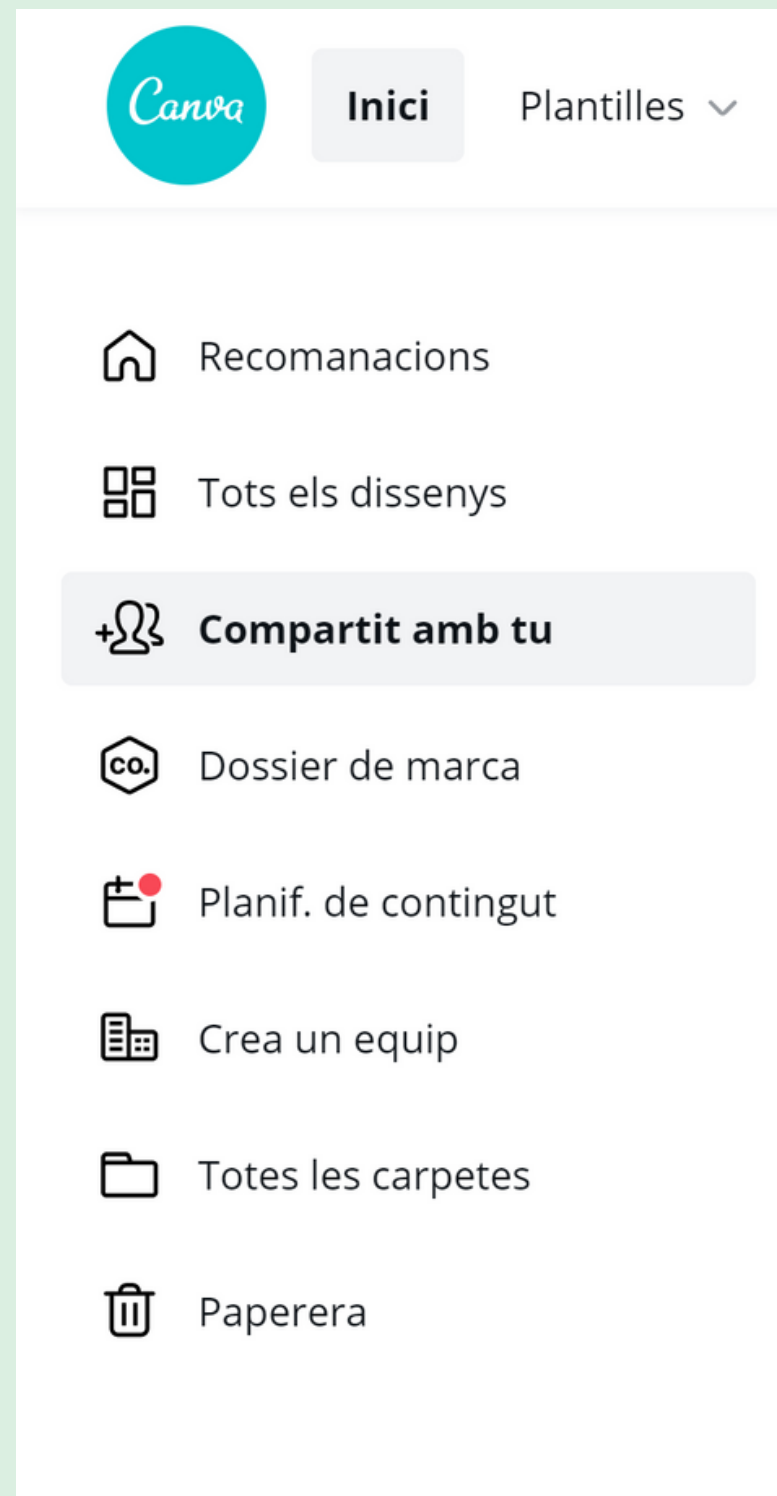 Canva Inici Plantilles
Recomanacions
Tots els dissenys
Compartit amb tu
CO. Dossier de marca
Planif. de contingut
Crea un equip
Totes les carpetes
Paperera